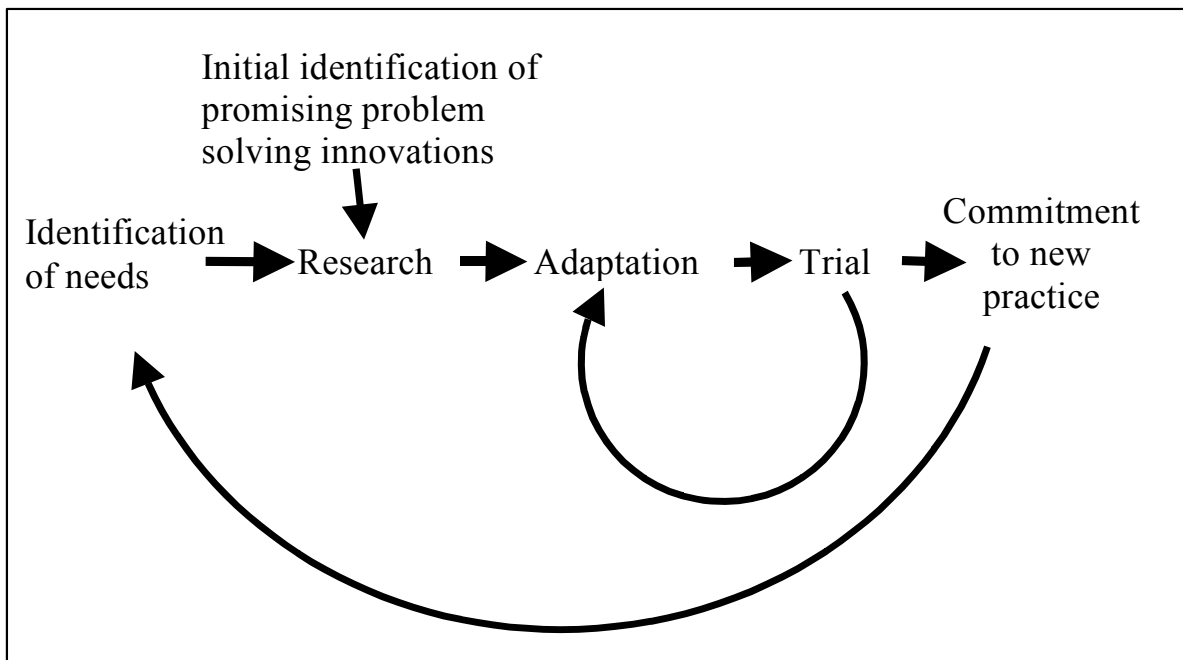 Initial identification of
promising problem
solving innovations
Identification
of needs
Research
Adaptation
Trial
Commitment
to new
practice